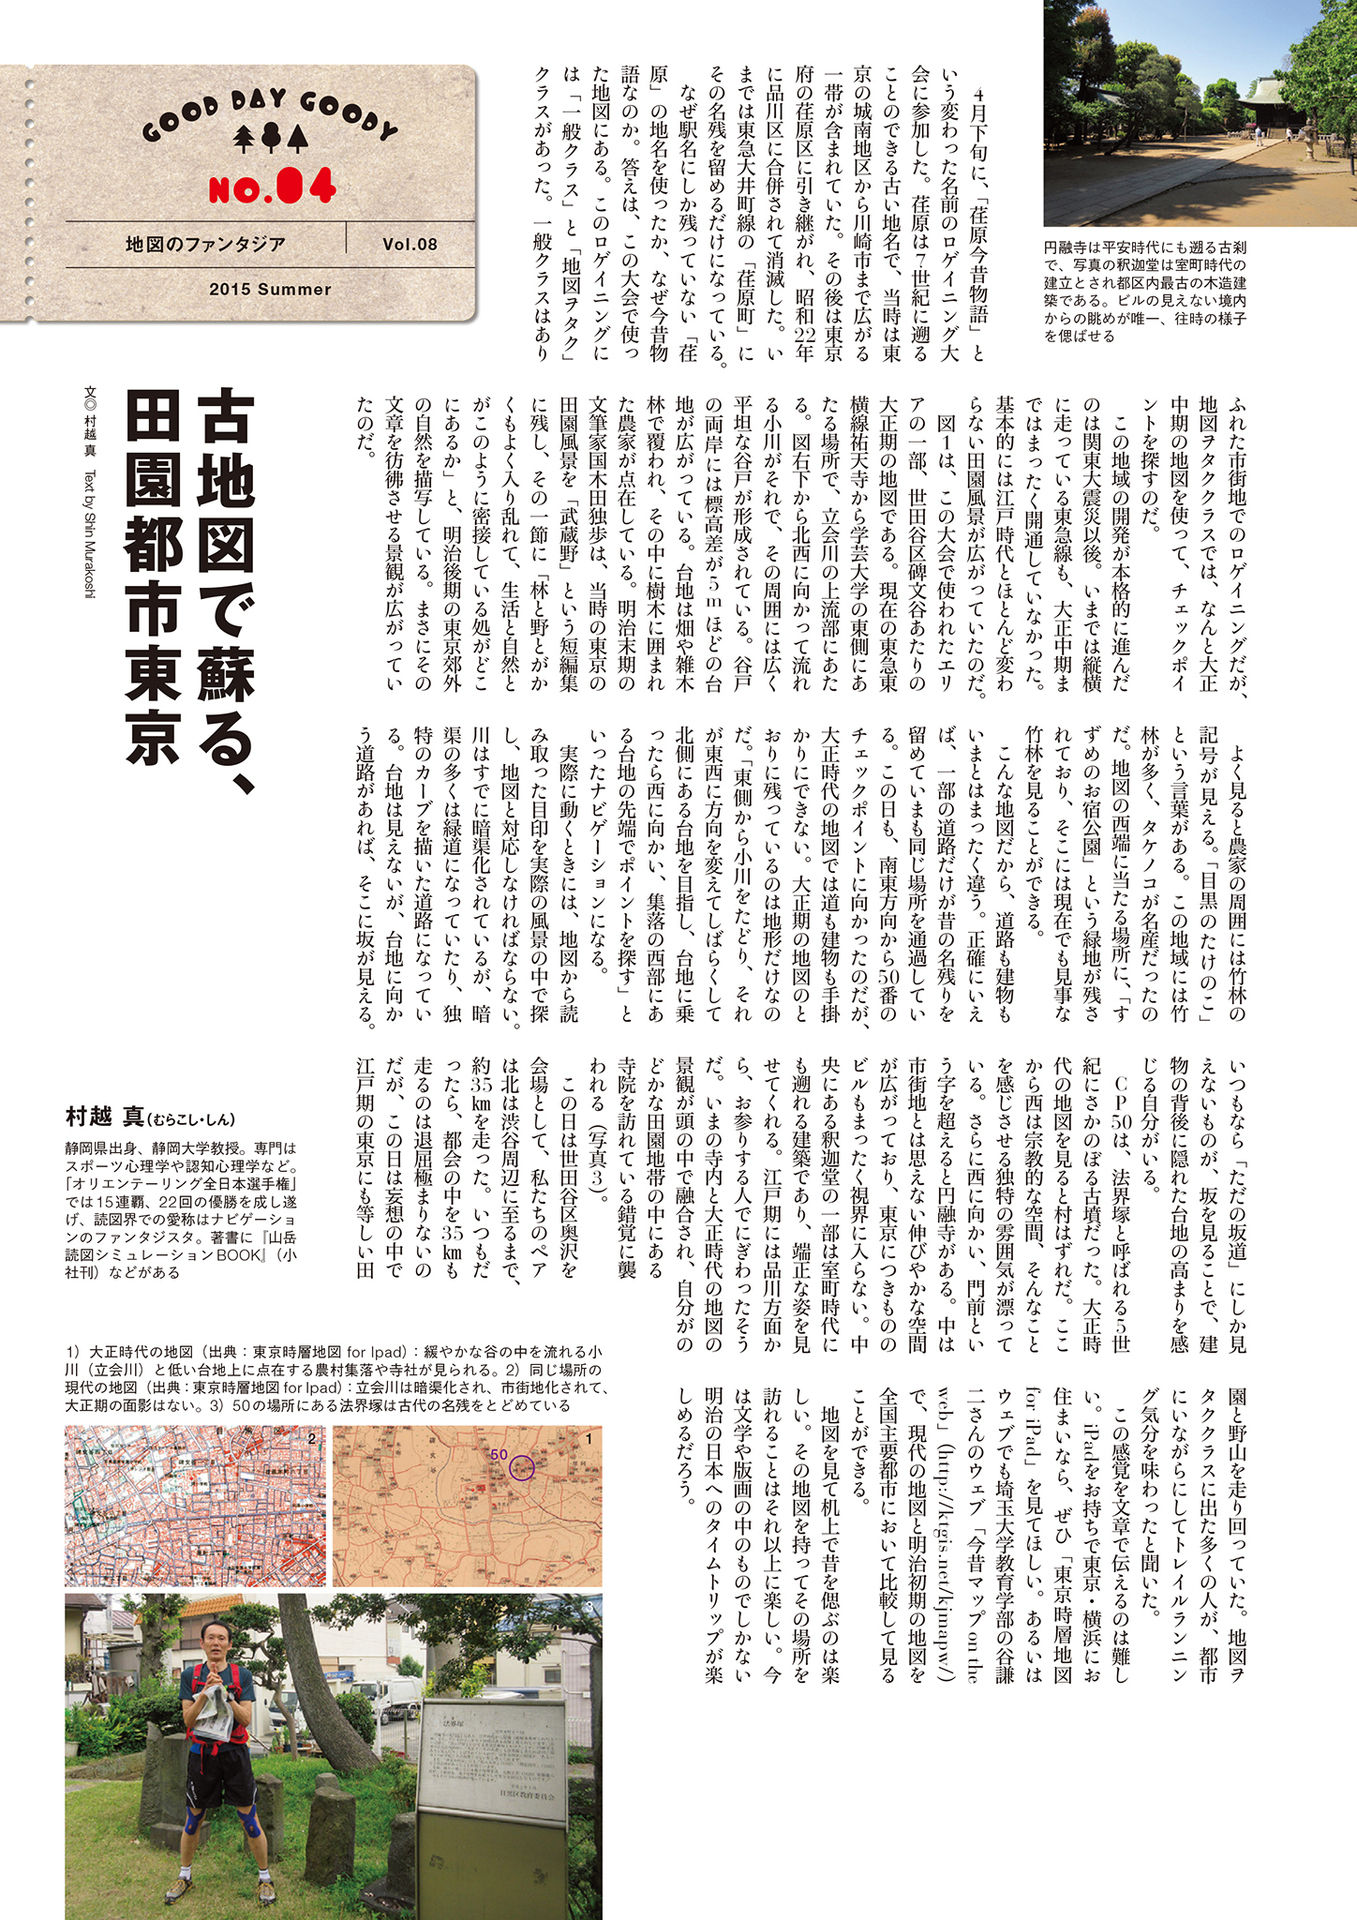 GOOD DAY GOODY
NO.04
地図のファンタジア
Vol.08
2015 Summer
古地図で蘇る、
田園都市東京
文◎村越 真 Text by Shin Murakoshi
円融寺は平安時代にも遡る古刹
で、写真の釈迦堂は室町時代の
建立とされ都区内最古の木造建
築である。ビルの見えない境内
からの眺めが唯一、往時の様子
を偲ばせる
4月下旬に、「荏原今昔物語」と
いう変わった名前のロゲイニング大
会に参加した。荏原は7世紀に遡る
ことのできる古い地名で、当時は東
京の城南地区から川崎市まで広がる
一帯が含まれていた。その後は東京
府の荏原区に引き継がれ、昭和22年
に品川区に合併されて消滅した。い
までは東急大井町線の「荏原町」に
その名残を留めるだけになっている。
なぜ駅名にしか残っていない「荏
原」の地名を使ったか、なぜ今昔物
語なのか。答えは、この大会で使っ
た地図にある。このロゲイニングに
は「一般クラス」と「地図ヲタク」
クラスがあった。一般クラスはあり
ふれた市街地でのロゲイニングだが、
地図ヲタククラスでは、なんと大正
中期の地図を使って、チェックポイ
ントを探すのだ。
この地域の開発が本格的に進んだ
のは関東大震災以後。いまでは縦横
に走っている東急線も、大正中期ま
ではまったく開通していなかった。
基本的には江戸時代とほとんど変わ
らない田園風景が広がっていたのだ。
図1は、この大会で使われたエリ
アの一部、世田谷区碑文谷あたりの
大正期の地図である。現在の東急東
横線祐天寺から学芸大学の東側にあ
たる場所で、立会川の上流部にあた
る。図右下から北西に向かって流れ
る小川がそれで、その周囲には広く
平坦な谷戸が形成されている。谷戸
の両岸には標高差が5mほどの台
地が広がっている。台地は畑や雑木
林で覆われ、その中に樹木に囲まれ
た農家が点在している。明治末期の
文筆家国木田独歩は、当時の東京の
田園風景を「武蔵野」という短編集
に残し、その一節に「林と野とがか
くもよく入り乱れて、生活と自然と
がこのように密接している処がどこ
にあるか」と、明治後期の東京郊外
の自然を描写している。まさにその
文章を彷彿させる景観が広がってい
たのだ。
よく見ると農家の周囲には竹林の
記号が見える。「目黒のたけのこ」
という言葉がある。この地域には竹
林が多く、タケノコが名産だったの
だ。地図の西端に当たる場所に、「す
ずめのお宿公園」という緑地が残さ
れており、そこには現在でも見事な
竹林を見ることができる。
こんな地図だから、道路も建物も
いまとはまったく違う。正確にいえ
ば、一部の道路だけが昔の名残りを
留めていまも同じ場所を通過してい
る。この日も、南東方向から50番の
チェックポイントに向かったのだが、
大正時代の地図では道も建物も手掛
かりにできない。大正期の地図のと
おりに残っているのは地形だけなの
だ。「東側から小川をたどり、それ
が東西に方向を変えてしばらくして
北側にある台地を目指し、台地に乗
ったら西に向かい、集落の西部にあ
る台地の先端でポイントを探す」と
いったナビゲーションになる。
実際に動くときには、地図から読
み取った目印を実際の風景の中で探
し、地図と対応しなければならない。
川はすでに暗渠化されているが、暗
渠の多くは緑道になっていたり、独
特のカーブを描いた道路になってい
る。台地は見えないが、台地に向か
う道路があれば、そこに坂が見える。
いつもなら「ただの坂道」にしか見
えないものが、坂を見ることで、建
物の背後に隠れた台地の高まりを感
じる自分がいる。
CP50は、法界塚と呼ばれる5世
紀にさかのぼる古墳だった。大正時
代の地図を見ると村はずれだ。ここ
から西は宗教的な空間、そんなこと
を感じさせる独特の雰囲気が漂って
いる。さらに西に向かい、門前とい
う字を超えると円融寺がある。中は
市街地とは思えない伸びやかな空間
が広がっており、東京につきものの
ビルもまったく視界に入らない。中
央にある釈迦堂の一部は室町時代に
も遡れる建築であり、端正な姿を見
せてくれる。江戸期には品川方面か
ら、お参りする人でにぎわったそう
だ。いまの寺内と大正時代の地図の
景観が頭の中で融合され、自分がの
どかな田園地帯の中にある
寺院を訪れている錯覚に襲
われる（写真3）。
この日は世田谷区奥沢を
会場として、私たちのペア
は北は渋谷周辺に至るまで、
約35㎞を走った。いつもだ
ったら、都会の中を35㎞も
走るのは退屈極まりないの
だが、この日は妄想の中で
江戸期の東京にも等しい田
園と野山を走り回っていた。地図ヲ
タククラスに出た多くの人が、都市
にいながらにしてトレイルランニン
グ気分を味わったと聞いた。
この感覚を文章で伝えるのは難し
い。iPadをお持ちで東京・横浜にお
住まいなら、ぜひ「東京時層地図
for iPad」を見てほしい。あるいは
ウェブでも埼玉大学教育学部の谷謙
二さんのウェブ「今昔マップ on the
web」（http://ktgis.net/kjmapw/）
で、現代の地図と明治初期の地図を
全国主要都市において比較して見る
ことができる。
地図を見て机上で昔を偲ぶのは楽
しい。その地図を持ってその場所を
訪れることはそれ以上に楽しい。今
は文学や版画の中のものでしかない
明治の日本へのタイムトリップが楽
しめるだろう。
村越 真（むらこし・しん）
静岡県出身、静岡大学教授。専門は
スポーツ心理学や認知心理学など。
「オリエンテーリング全日本選手権」
では15連覇、22回の優勝を成し遂
げ、読図界での愛称はナビゲーショ
ンのファンタジスタ。著書に『山岳
読図シミュレーションBOOK』（小
社刊）などがある
1）大正時代の地図（出典：東京時層地図 for Ipad）：緩やかな谷の中を流れる小
川（立会川）と低い台地上に点在する農村集落や寺社が見られる。2）同じ場所の
現代の地図（出典：東京時層地図 for Ipad）：立会川は暗渠化され、市街地化されて、
大正期の面影はない。3）50の場所にある法界塚は古代の名残をとどめている
2
1
50
3
法界塚
目黒区教育委員会